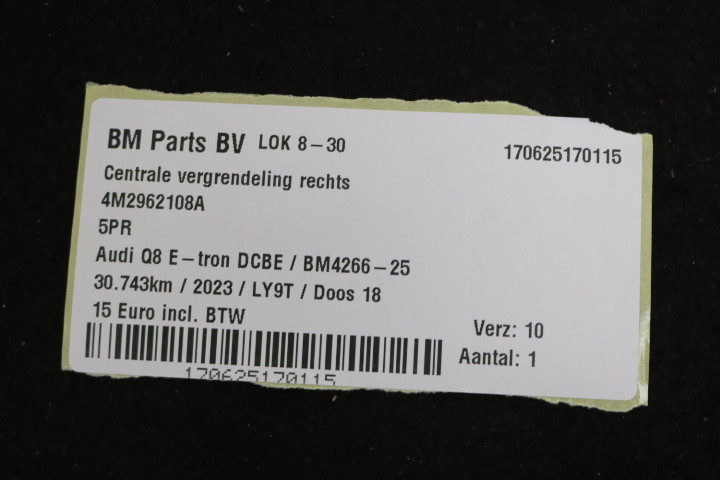 BM Parts BV LOK 8-30 170625170115
Centrale vergrendeling rechts
4M2962108A
5PR
Audi Q8 E-tron DCBE / BM4266-25
30.743km / 2023 / LY9T / Doos 18
15 Euro incl. BTW Verz: 10
Aantal: 1
170625170115